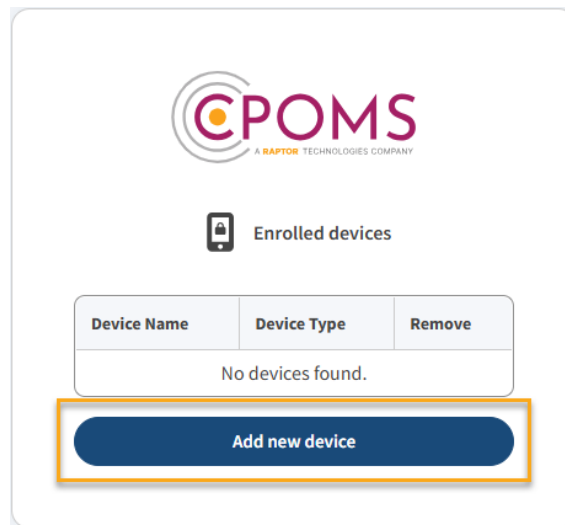 CPOMS
A RAPTOR TECHNOLOGIES COMPANY
Enrolled devices
Device Name Device Type Remove
No devices found.
Add new device